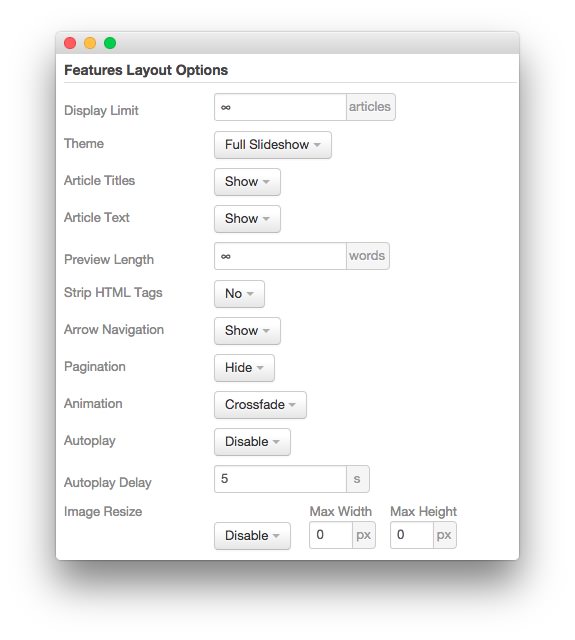 Features Layout Options
Display Limit ∞ articles
Theme Full Slideshow
Article Titles Show
Article Text Show
Preview Length ∞ words
Strip HTML Tags No
Arrow Navigation Show
Pagination Hide
Animation Crossfade
Autoplay Disable
Autoplay Delay 5 s
Image Resize Max Width Max Height
Disable 0 px 0 px